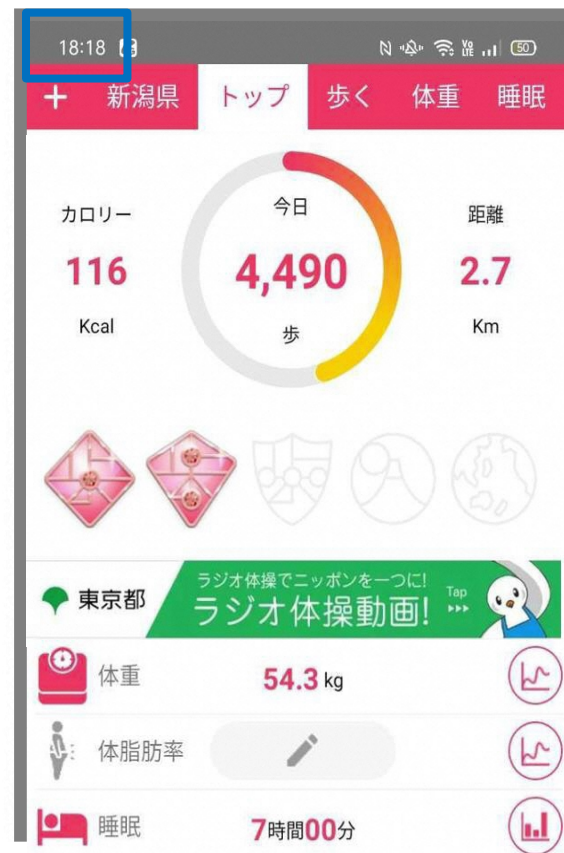 18:18
Vo LTE 50
+ 新潟県 トップ 歩く 体重 睡眠
カロリー
116
Kcal
今日
4,490
歩
距離
2.7
Km
東京都
ラジオ体操でニッポンを一つに!
ラジオ体操動画!
Tap
体重 54.3 kg
体脂肪率
睡眠 7時間00分